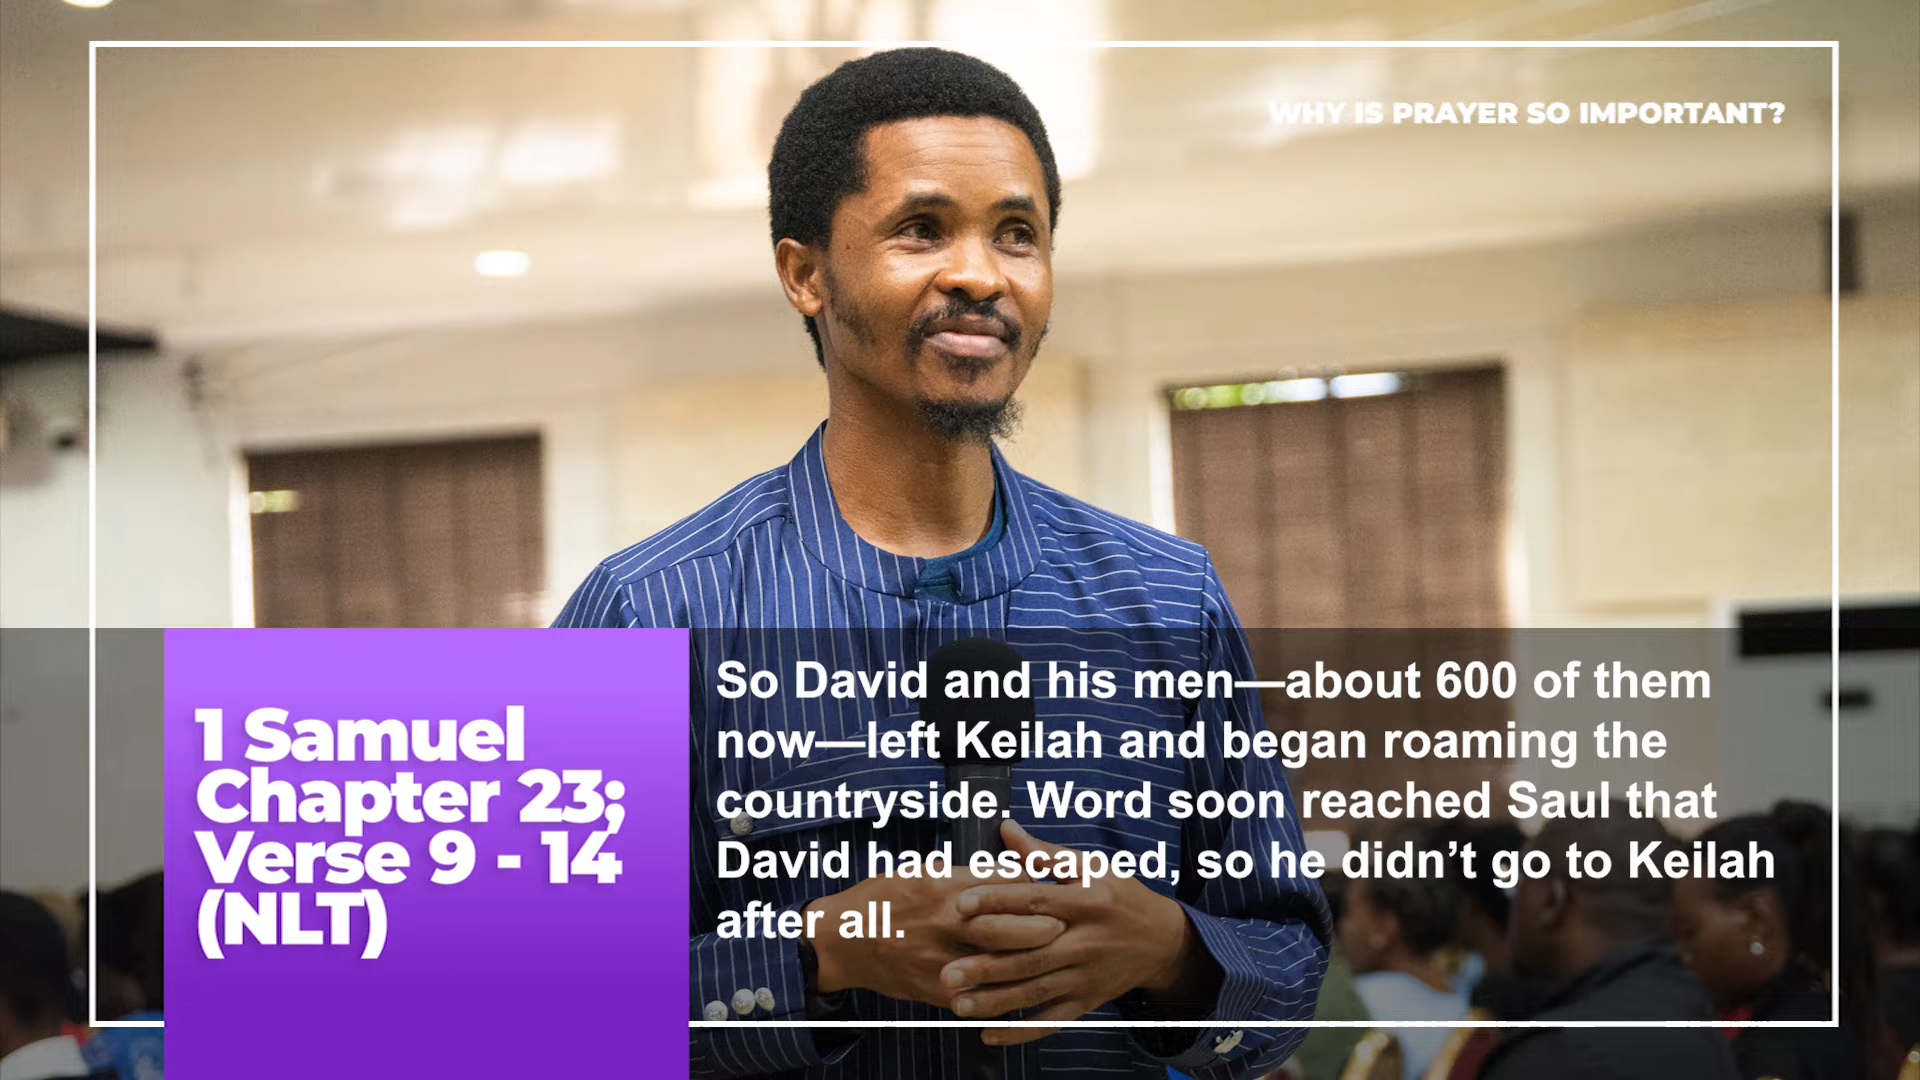 WHY IS PRAYER SO IMPORTANT?
1 Samuel
Chapter 23;
Verse 9 - 14
(NLT)
So David and his men—about 600 of them
now—left Keilah and began roaming the
countryside. Word soon reached Saul that
David had escaped, so he didn’t go to Keilah
after all.